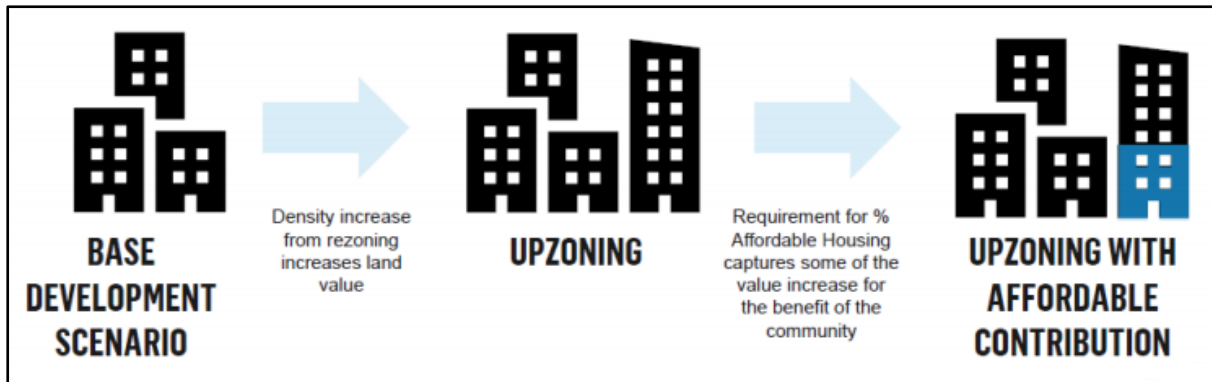 BASE
DEVELOPMENT
SCENARIO
Density increase
from rezoning
increases land
value
UPZONING
Requirement for %
Affordable Housing
captures some of the
value increase for
the benefit of the
community
UPZONING WITH
AFFORDABLE
CONTRIBUTION